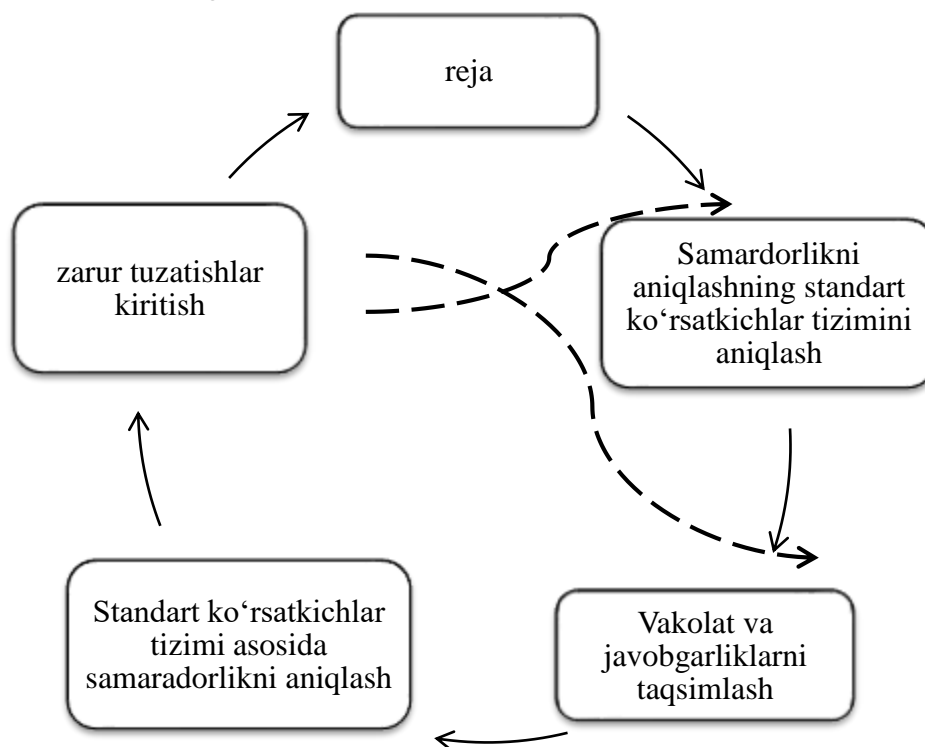 reja
Samardorlikni
aniqlashning standart
ko‘rsatkichlar tizimini
aniqlash
Vakolat va
javobgarliklarni
taqsimlash
Standart ko‘rsatkichlar
tizimi asosida
samaradorlikni aniqlash
zarur tuzatishlar
kiritish